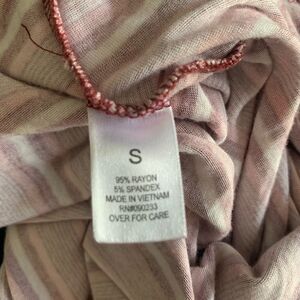 S
95% RAYON
5% SPANDEX
MADE IN VIETNAM
RN#090233
OVER FOR CARE